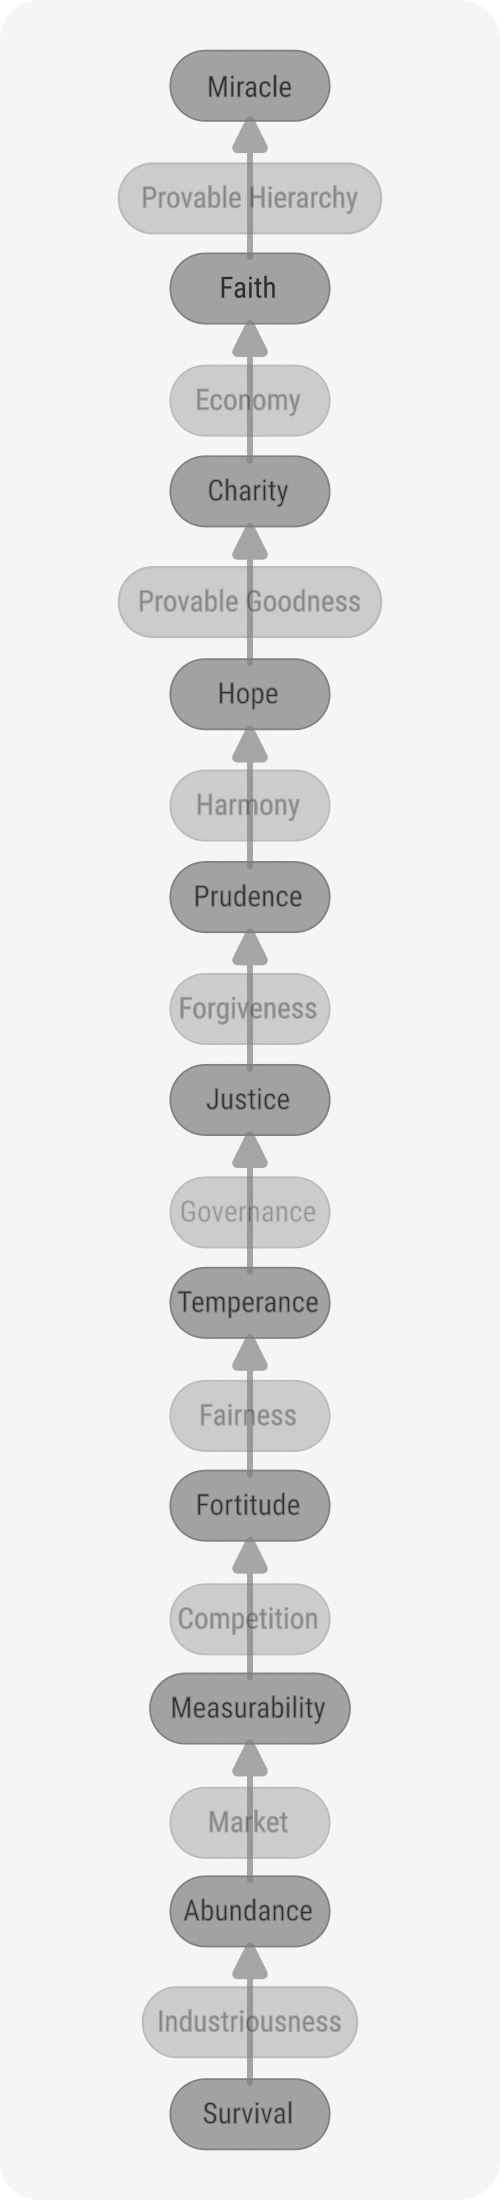 Miracle
Provable Hierarchy
Faith
Economy
Charity
Provable Goodness
Hope
Harmony
Prudence
Forgiveness
Justice
Governance
Temperance
Fairness
Fortitude
Competition
Measurability
Market
Abundance
Industriousness
Survival